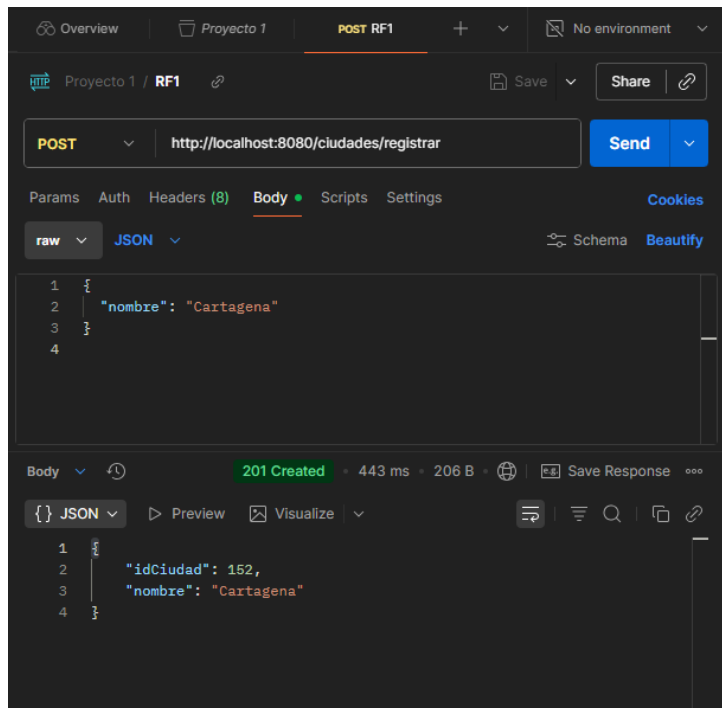 Overview Proyecto 1 POST RF1 No environment
HTTP Proyecto 1 / RF1 Save Share
POST http://localhost:8080/ciudades/registrar Send
Params Auth Headers (8) Body Scripts Settings Cookies
raw JSON Schema Beautify
1 {
2 "nombre": "Cartagena"
3 }
4
Body 201 Created 443 ms 206 B e.g. Save Response
{} JSON Preview Visualize
1 {
2 "idCiudad": 152,
3 "nombre": "Cartagena"
4 }